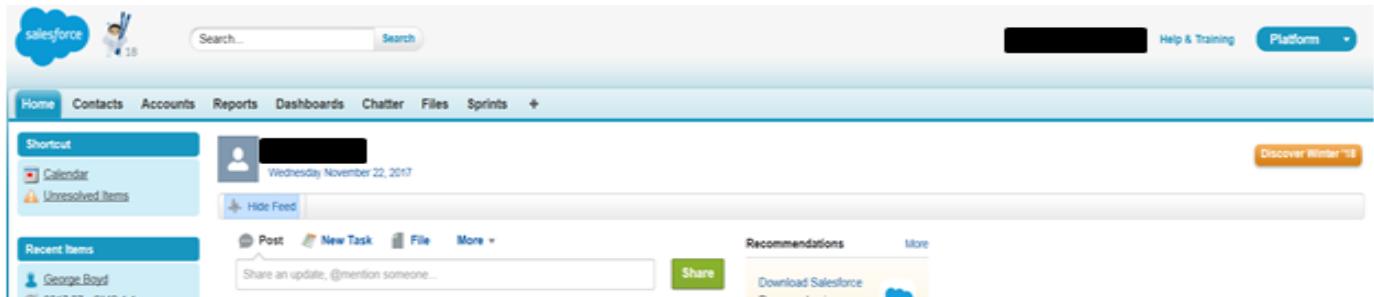 salesforce
18
Search...
Search
Help & Training
Platform
Home Contacts Accounts Reports Dashboards Chatter Files Sprints +
Shortcut
Calendar
Unresolved Items
Wednesday November 22, 2017
Discover Winter '18
Hide Feed
Post New Task File More
Share an update, @mention someone...
Share
Recommendations More
Download Salesforce
Recent Items
George Boyd